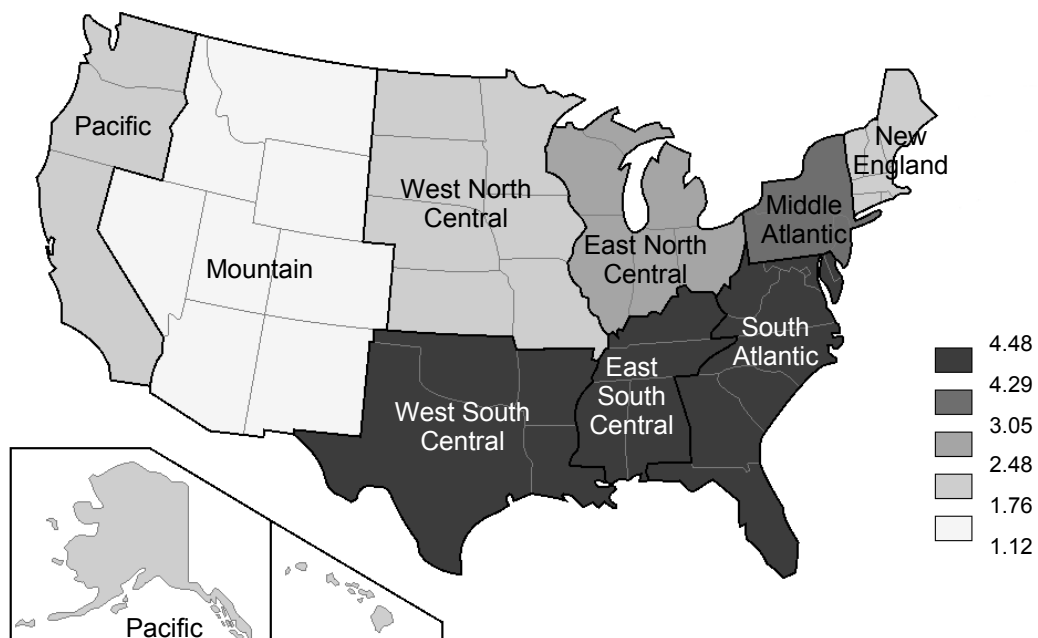 Pacific
New
England
West North
Central
Middle
Atlantic
East North
Central
Mountain
South
Atlantic
East
South
Central
West South
Central
4.48
4.29
3.05
2.48
1.76
1.12
Pacific